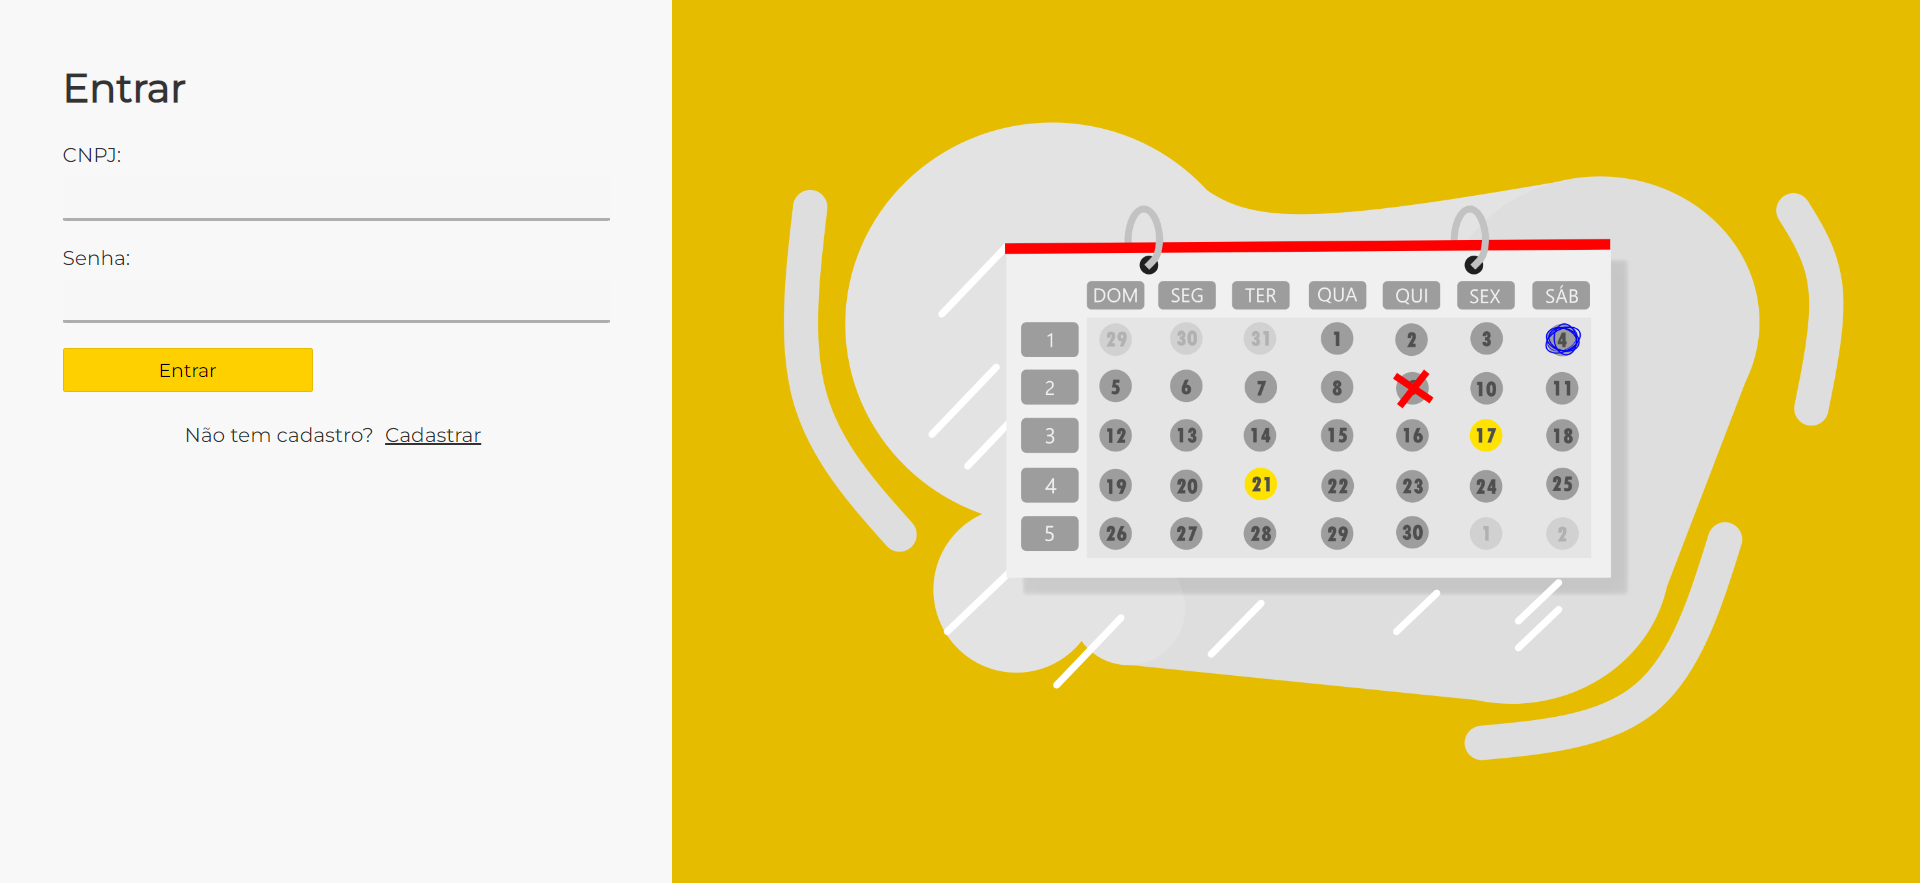 Entrar
CNPJ:
Senha:
Entrar
Não tem cadastro? Cadastrar
DOM SEG TER QUA QUI SEX SÁB
1 29 30 31 1 2 3 4
2 5 6 7 8 10 11
3 12 13 14 15 16 17 18
4 19 20 21 22 23 24 25
5 26 27 28 29 30 1 2